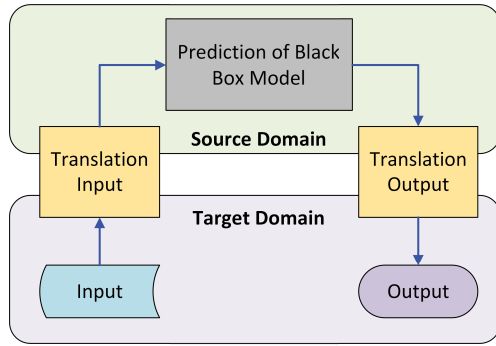 Prediction of Black
Box Model
Source Domain
Translation
Input
Translation
Output
Target Domain
Input
Output